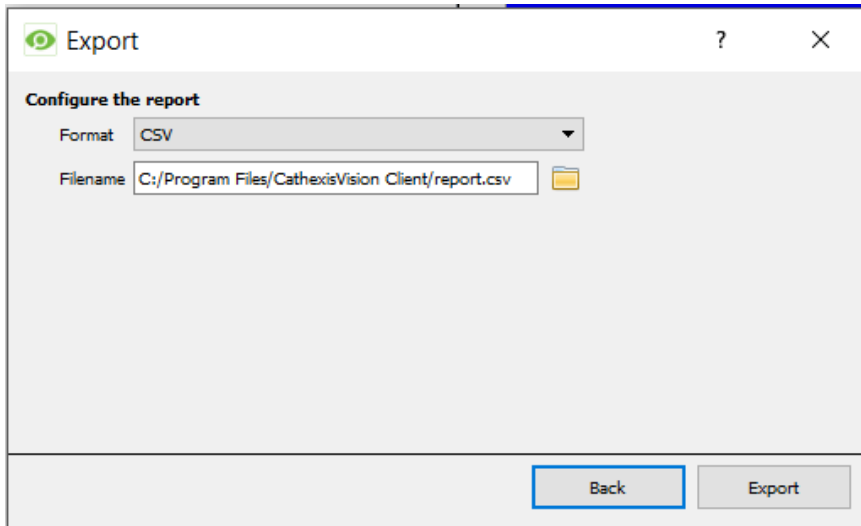 Export ?
Configure the report
Format CSV
Filename C:/Program Files/CathexisVision Client/report.csv
Back Export